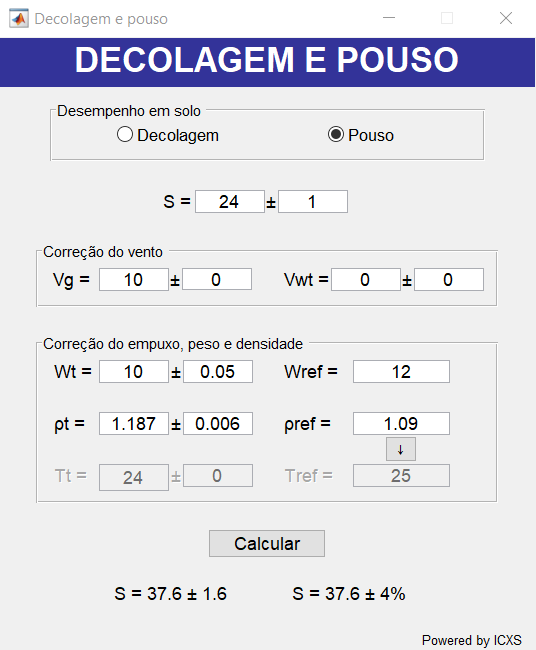 Decolagem e pouso
DECOLAGEM E POUSO
Desempenho em solo
Decolagem Pouso
S = 24 ± 1
Correção do vento
Vg = 10 ± 0 Vwt = 0 ± 0
Correção do empuxo, peso e densidade
Wt = 10 ± 0.05 Wref = 12
ρt = 1.187 ± 0.006 ρref = 1.09
↓
Tt = 24 ± 0 Tref = 25
Calcular
S = 37.6 ± 1.6 S = 37.6 ± 4%
Powered by ICXS